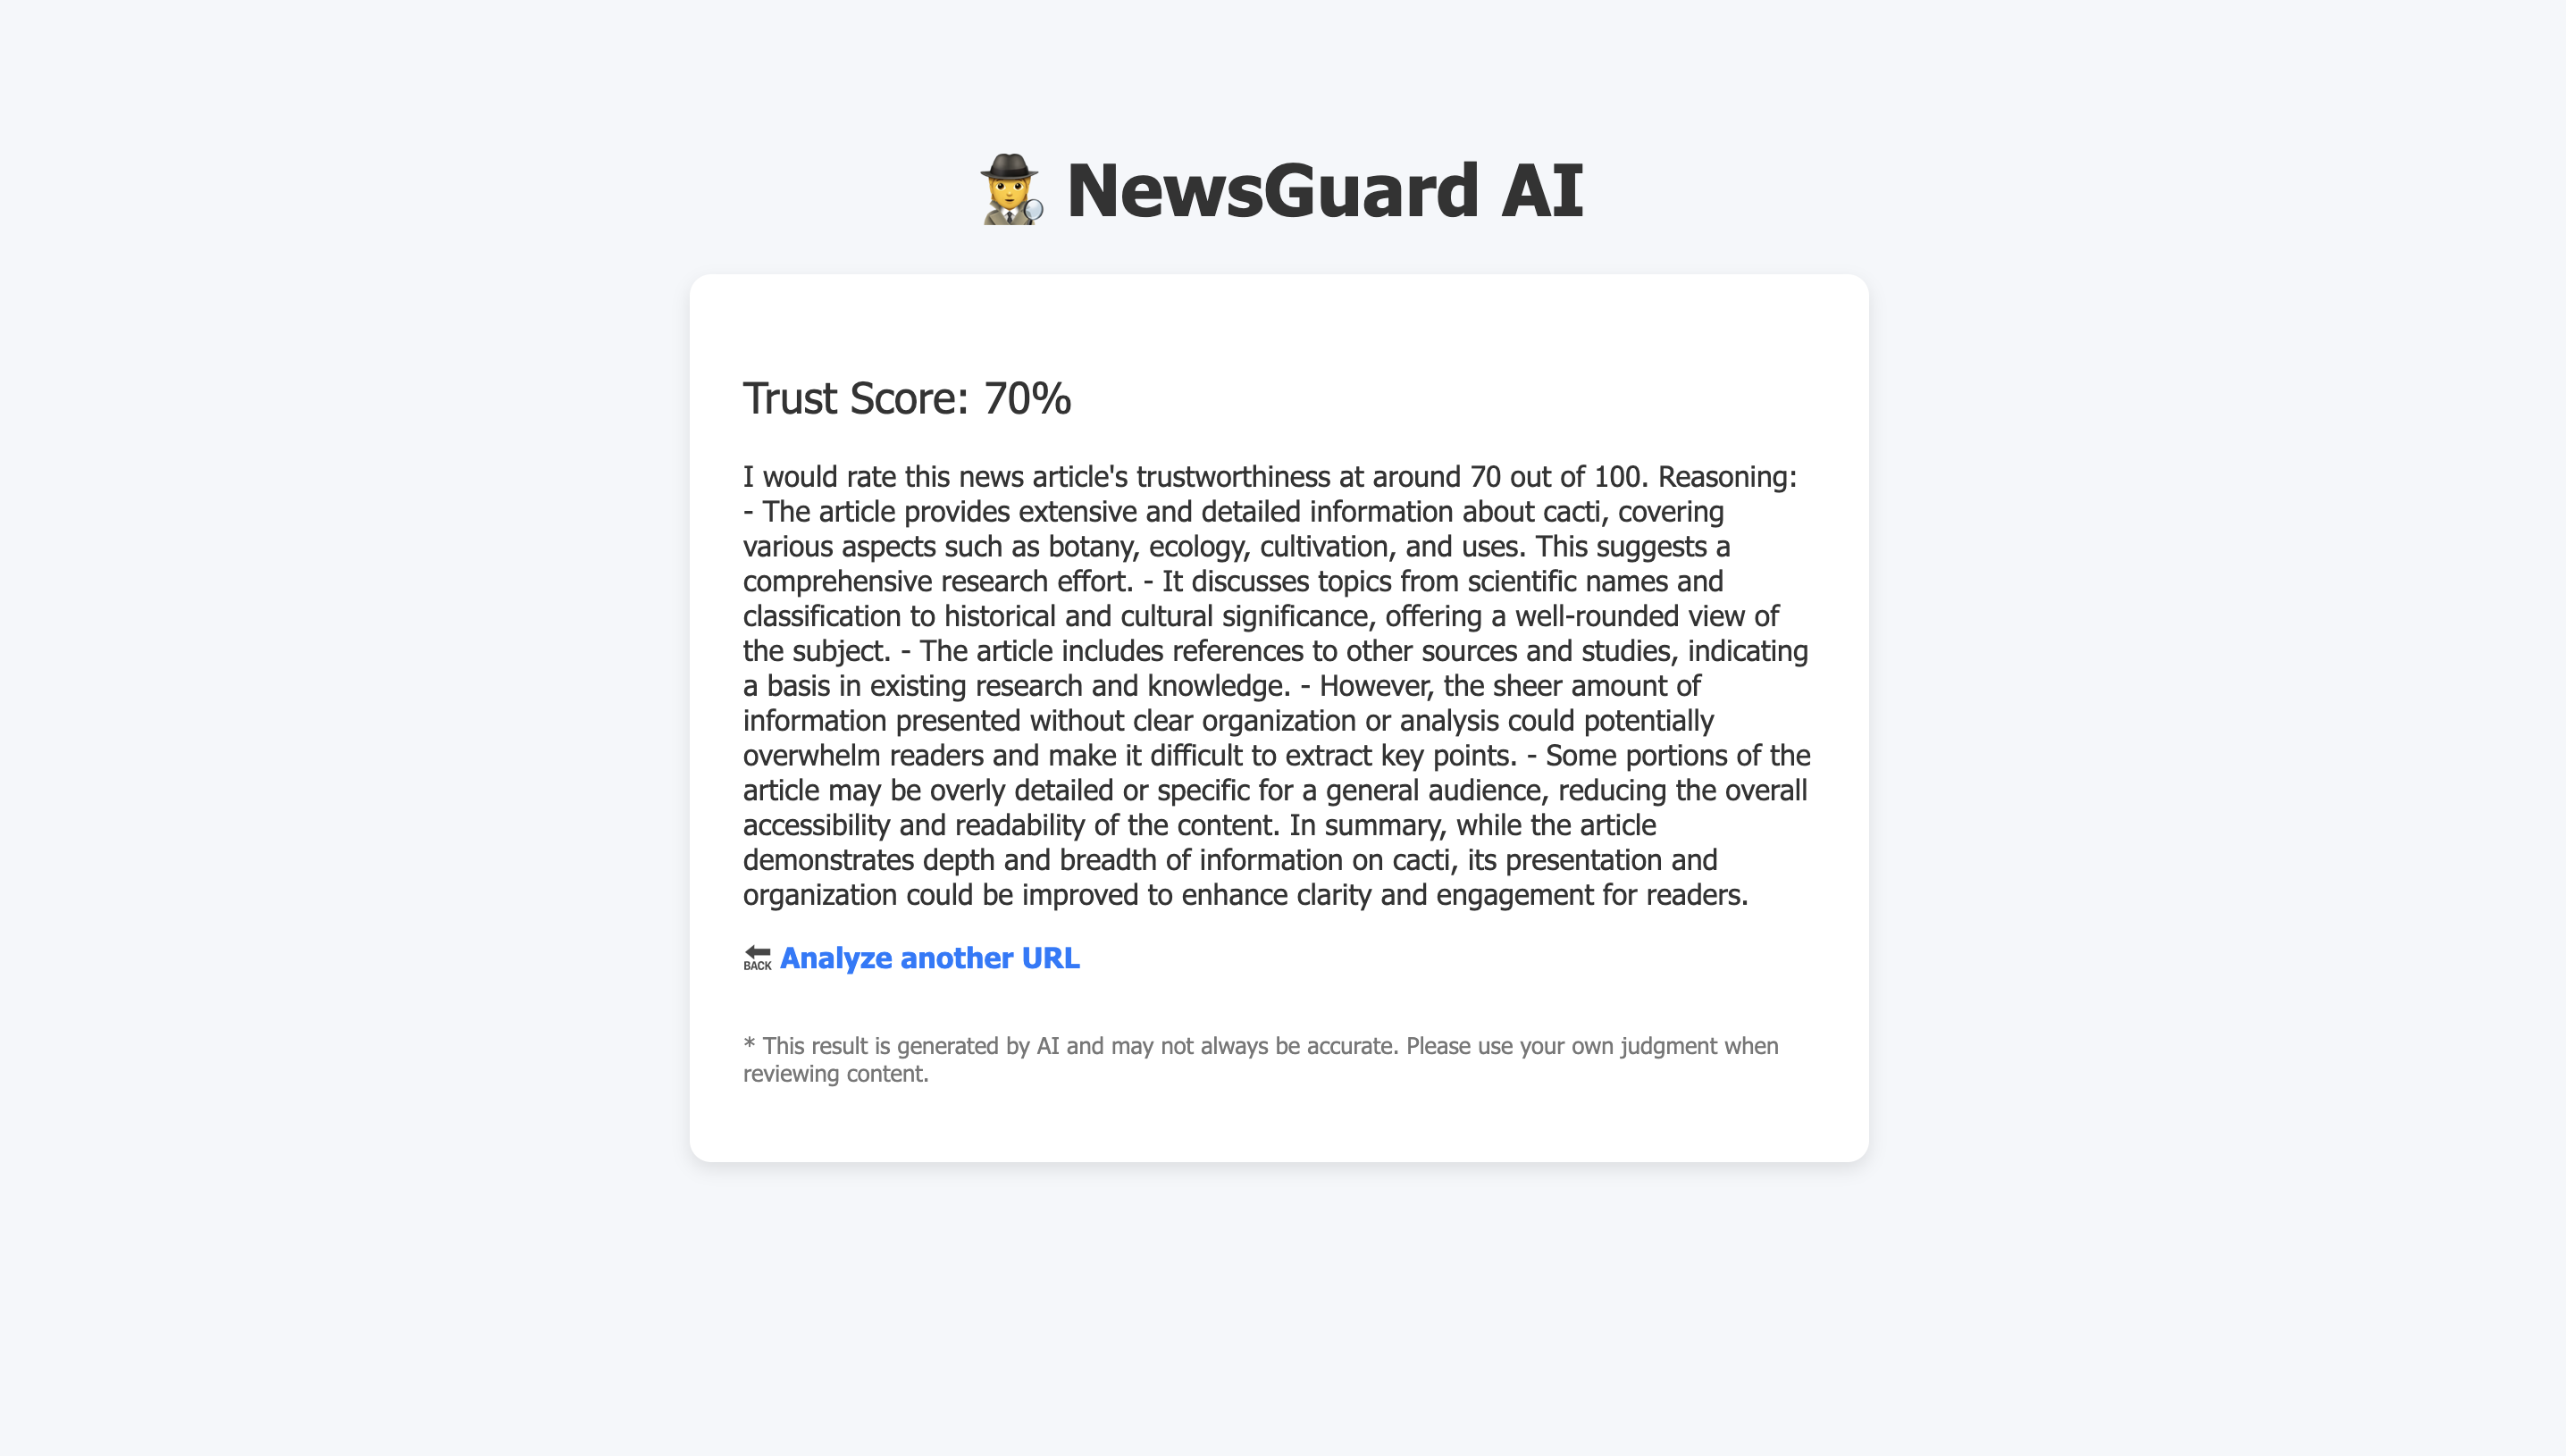 NewsGuard AI
Trust Score: 70%
I would rate this news article's trustworthiness at around 70 out of 100. Reasoning:
- The article provides extensive and detailed information about cacti, covering
various aspects such as botany, ecology, cultivation, and uses. This suggests a
comprehensive research effort. - It discusses topics from scientific names and
classification to historical and cultural significance, offering a well-rounded view of
the subject. - The article includes references to other sources and studies, indicating
a basis in existing research and knowledge. - However, the sheer amount of
information presented without clear organization or analysis could potentially
overwhelm readers and make it difficult to extract key points. - Some portions of the
article may be overly detailed or specific for a general audience, reducing the overall
accessibility and readability of the content. In summary, while the article
demonstrates depth and breadth of information on cacti, its presentation and
organization could be improved to enhance clarity and engagement for readers.
BACK Analyze another URL
* This result is generated by AI and may not always be accurate. Please use your own judgment when
reviewing content.